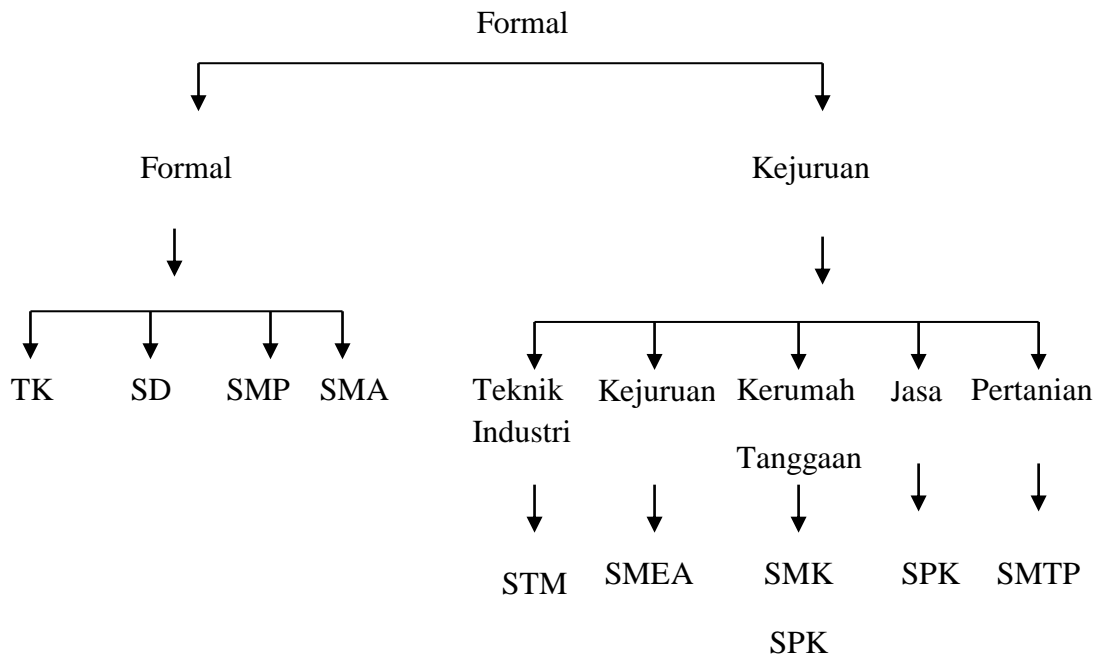 Formal
Formal Kejuruan
TK SD SMP SMA Teknik Kejuruan Kerumah Jasa Pertanian
Industri
Tanggaan
STM SMEA SMK SPK SMTP
SPK